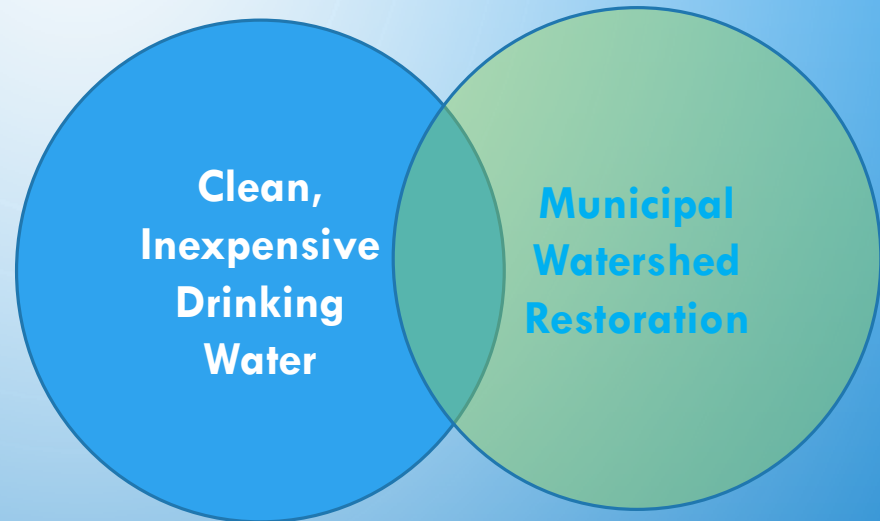 Clean,
Inexpensive
Drinking
Water
Municipal
Watershed
Restoration